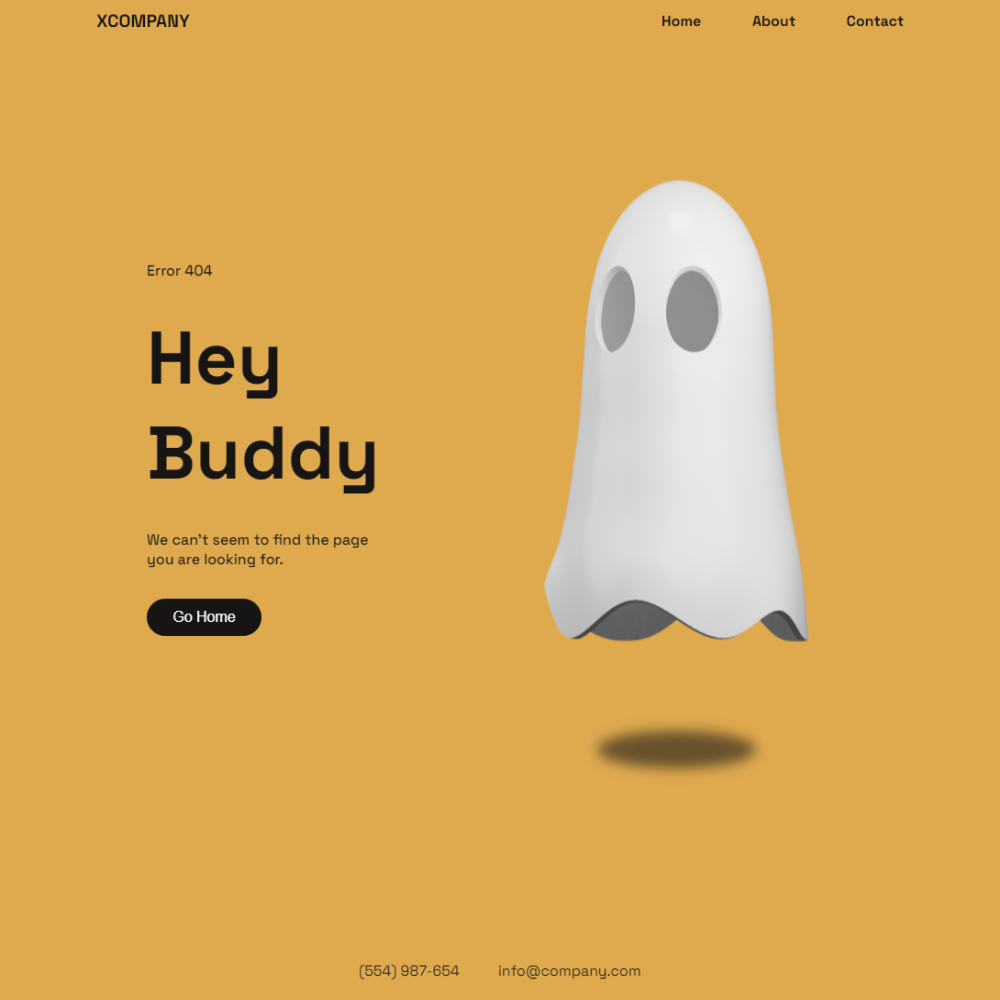 XCOMPANY
Home About Contact
Error 404
Hey
Buddy
We can't seem to find the page
you are looking for.
Go Home
(554) 987-654 info@company.com